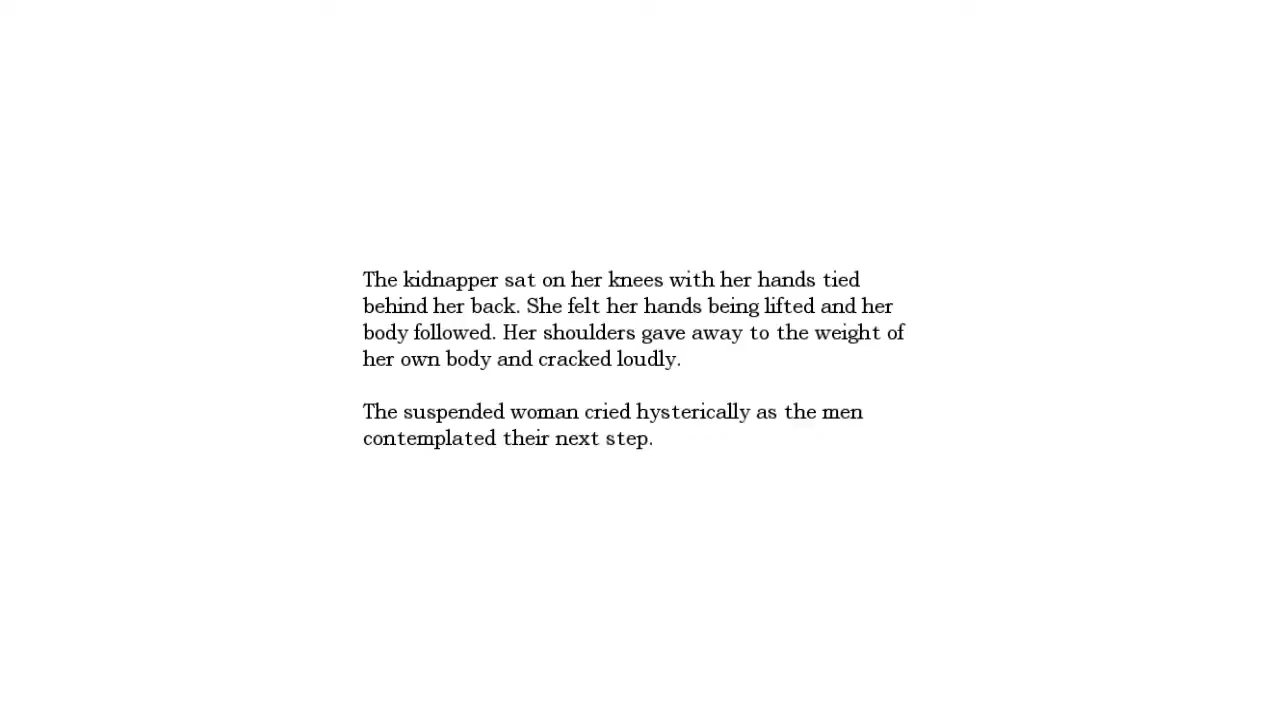 The kidnapper sat on her knees with her hands tied
behind her back. She felt her hands being lifted and her
body followed. Her shoulders gave away to the weight of
her own body and cracked loudly.
The suspended woman cried hysterically as the men
contemplated their next step.